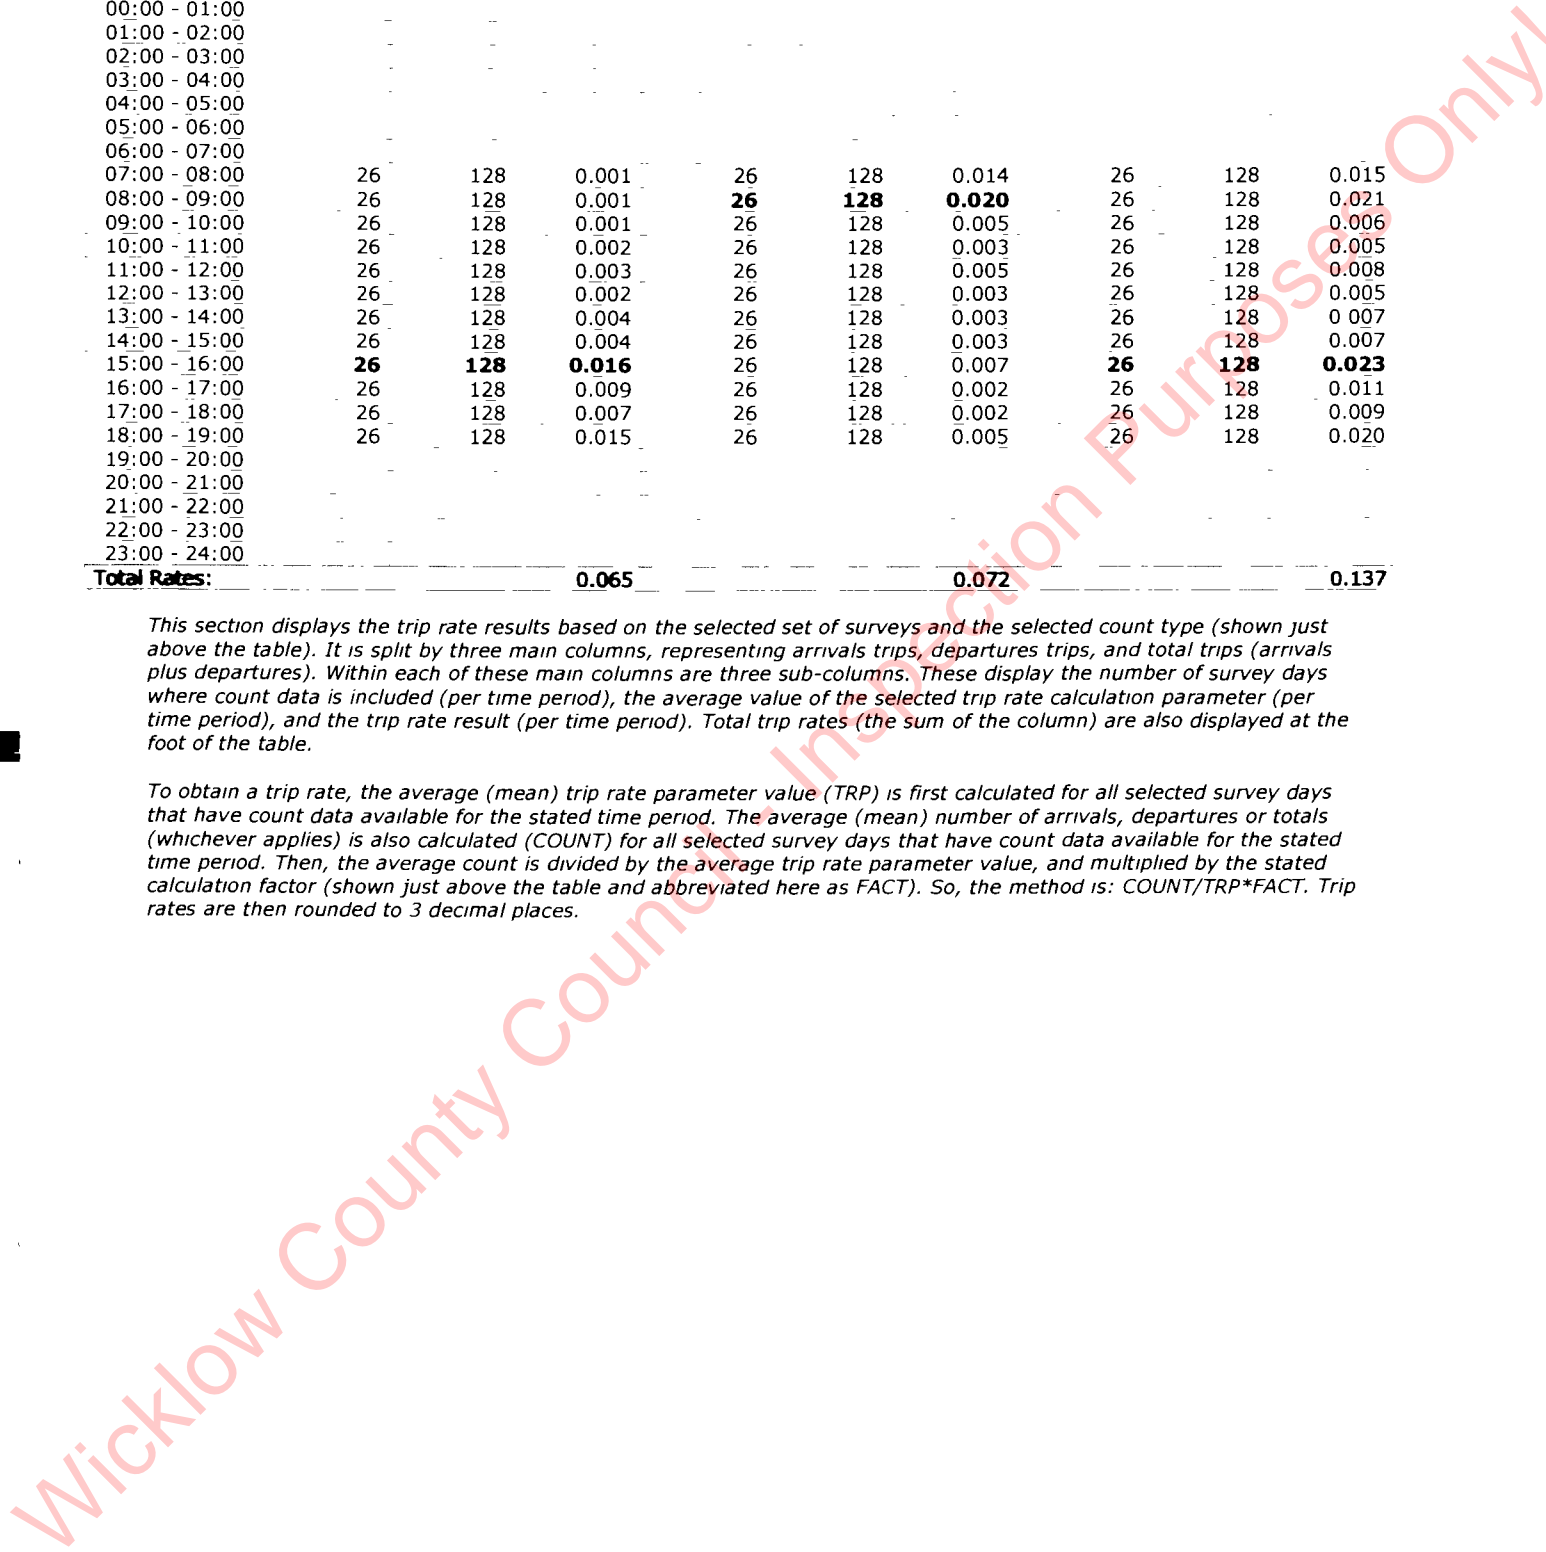 00:00 - 01:00
01:00 - 02:00
02:00 - 03:00
03:00 - 04:00
04:00 - 05:00
05:00 - 06:00
06:00 - 07:00
07:00 - 08:00 26 128 0.001 26 128 0.014 26 128 0.015
08:00 - 09:00 26 128 0.001 26 128 0.020 26 128 0.021
09:00 - 10:00 26 128 0.001 26 128 0.005 26 128 0.006
10:00 - 11:00 26 128 0.002 26 128 0.003 26 128 0.005
11:00 - 12:00 26 128 0.003 26 128 0.005 26 128 0.008
12:00 - 13:00 26 128 0.002 26 128 0.003 26 128 0.005
13:00 - 14:00 26 128 0.004 26 128 0.003 26 128 0 007
14:00 - 15:00 26 128 0.004 26 128 0.003 26 128 0.007
15:00 - 16:00 26 128 0.016 26 128 0.007 26 128 0.023
16:00 - 17:00 26 128 0.009 26 128 0.002 26 128 0.011
17:00 - 18:00 26 128 0.007 26 128 0.002 26 128 0.009
18:00 - 19:00 26 128 0.015 26 128 0.005 26 128 0.020
19:00 - 20:00
20:00 - 21:00
21:00 - 22:00
22:00 - 23:00
23:00 - 24:00
Total Rates: 0.065 0.072 0.137
This section displays the trip rate results based on the selected set of surveys and the selected count type (shown just
above the table). It is split by three main columns, representing arrivals trips, departures trips, and total trips (arrivals
plus departures). Within each of these main columns are three sub-columns. These display the number of survey days
where count data is included (per time period), the average value of the selected trip rate calculation parameter (per
time period), and the trip rate result (per time period). Total trip rates (the sum of the column) are also displayed at the
foot of the table.
To obtain a trip rate, the average (mean) trip rate parameter value (TRP) is first calculated for all selected survey days
that have count data available for the stated time period. The average (mean) number of arrivals, departures or totals
(whichever applies) is also calculated (COUNT) for all selected survey days that have count data available for the stated
time period. Then, the average count is divided by the average trip rate parameter value, and multiplied by the stated
calculation factor (shown just above the table and abbreviated here as FACT). So, the method is: COUNT/TRP*FACT. Trip
rates are then rounded to 3 decimal places.
Wicklow County Council - Inspection Purposes Only!